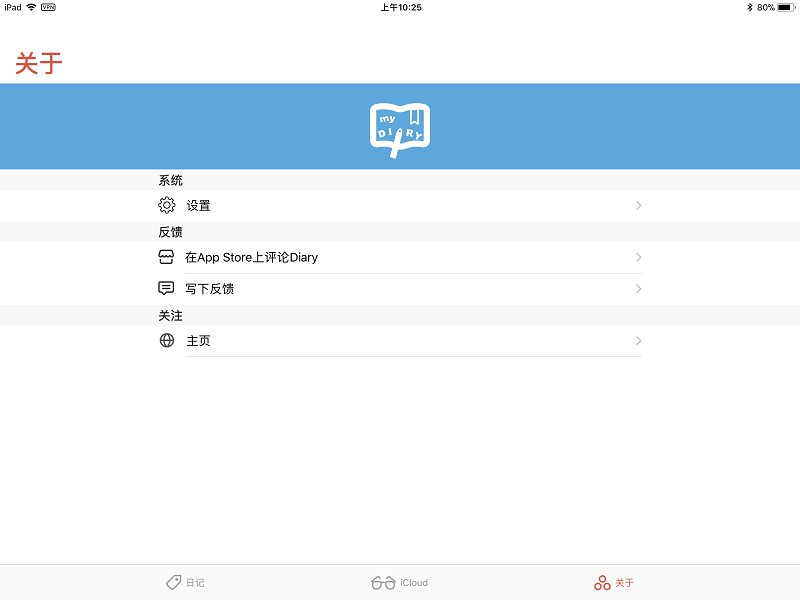 iPad VPN 上午10:25 80%
关于
my
DIARY
系统
设置
反馈
在App Store上评论Diary
写下反馈
关注
主页
日记 iCloud 关于